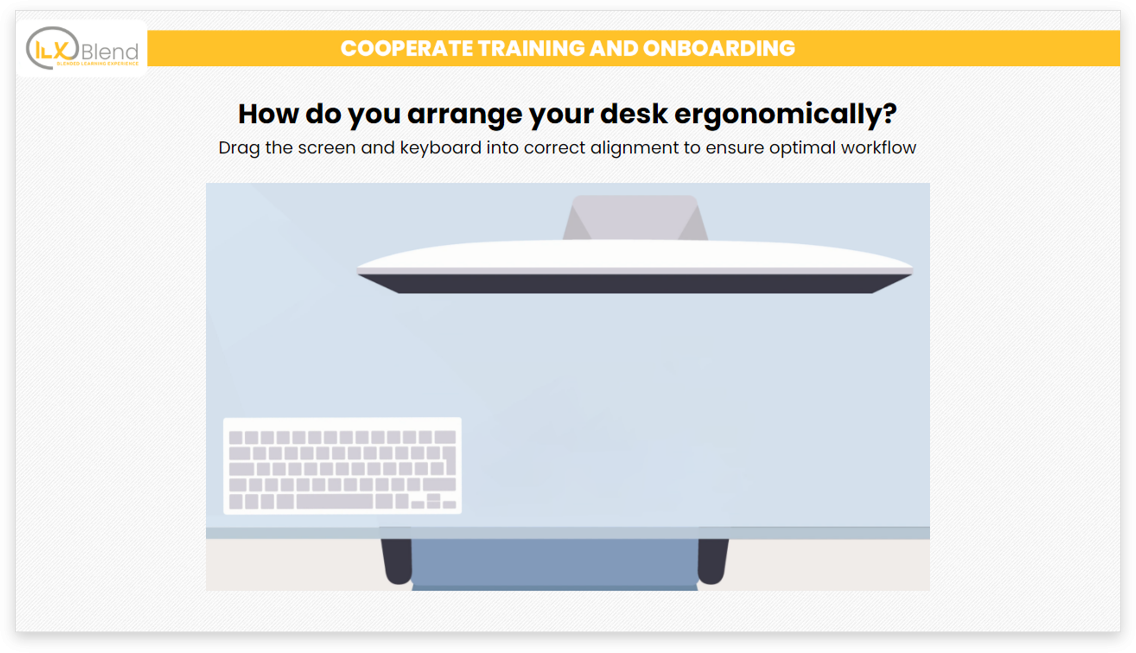 ILX Blend
BLENDED LEARNING EXPERIENCE
COOPERATE TRAINING AND ONBOARDING
How do you arrange your desk ergonomically?
Drag the screen and keyboard into correct alignment to ensure optimal workflow